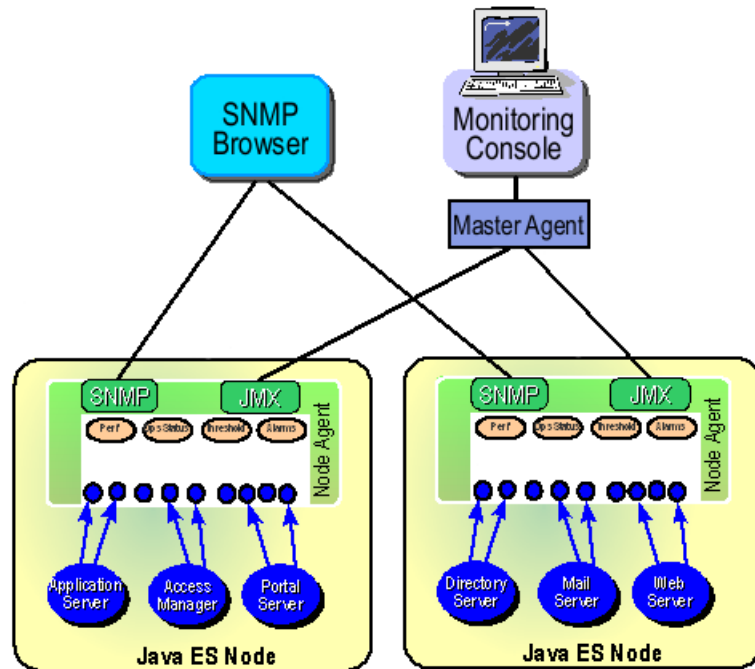 SNMP
Browser
Monitoring
Console
Master Agent
SNMP
JMX
Perf
Ops Status
Threshold
Alarms
Node Agent
Application
Server
Access
Manager
Portal
Server
Java ES Node
SNMP
JMX
Perf
Ops Status
Threshold
Alarms
Node Agent
Directory
Server
Mail
Server
Web
Server
Java ES Node